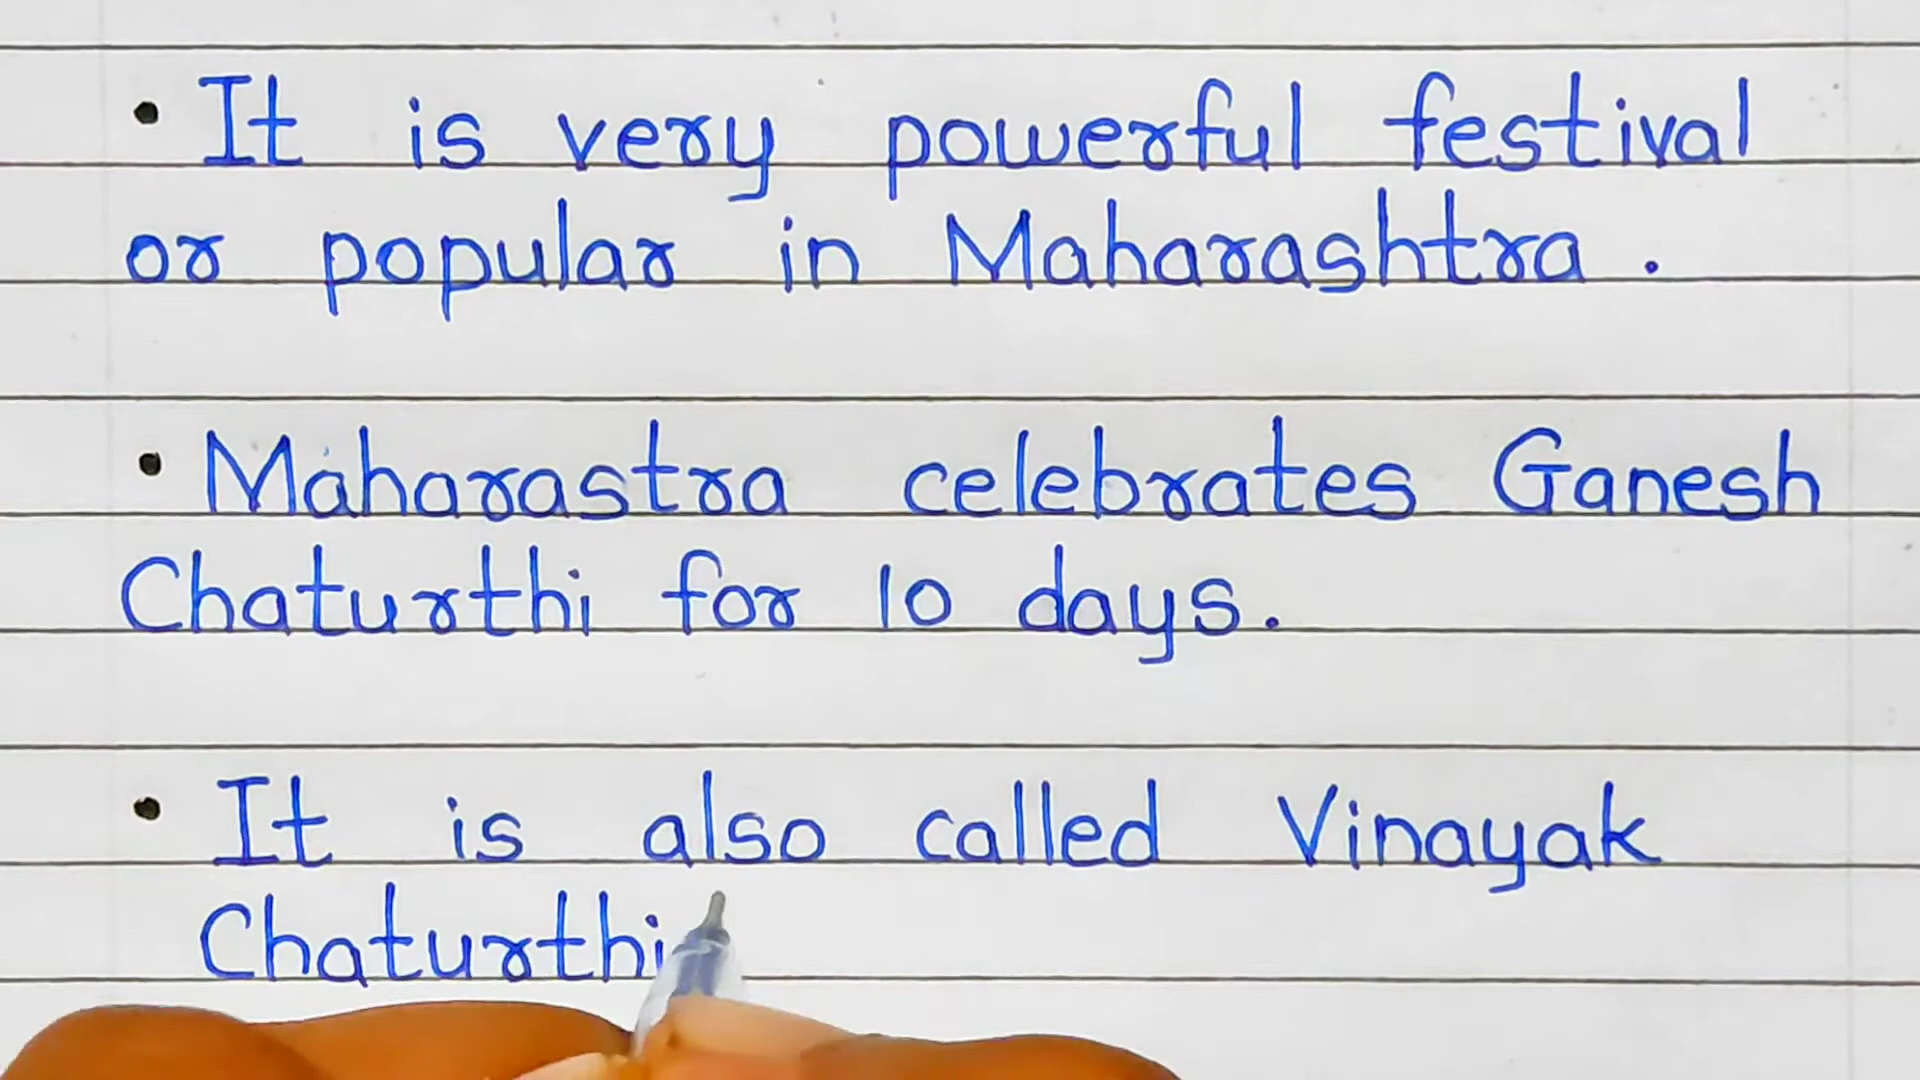 • It is very powerful festival
or popular in Maharashtra.
• Maharastra celebrates Ganesh
Chaturthi for 10 days.
• It is also called Vinayak
Chaturthi